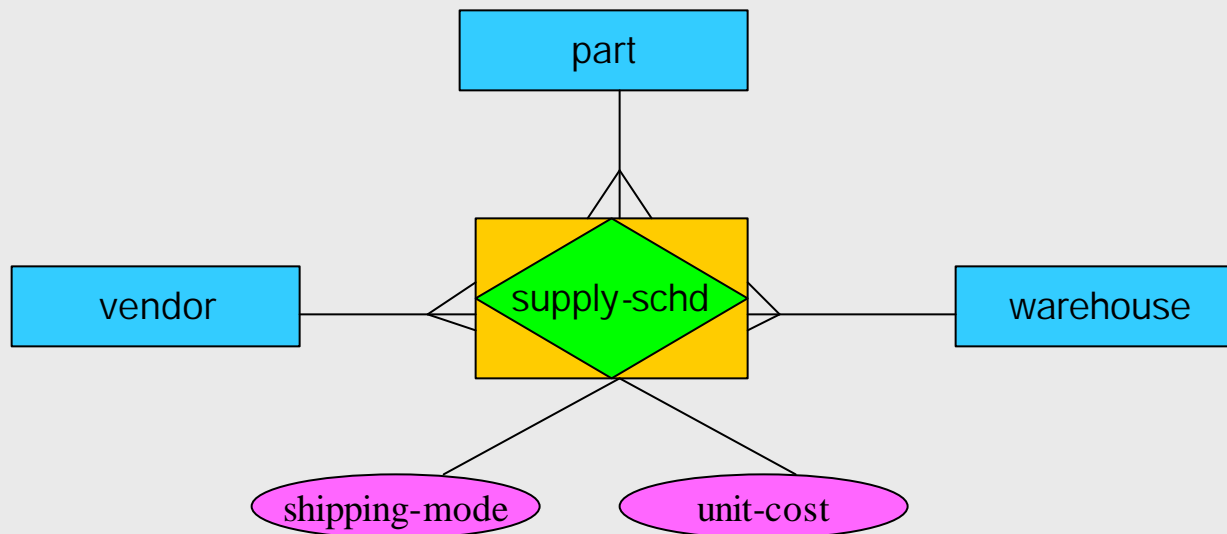 part
vendor
supply-schd
warehouse
shipping-mode
unit-cost